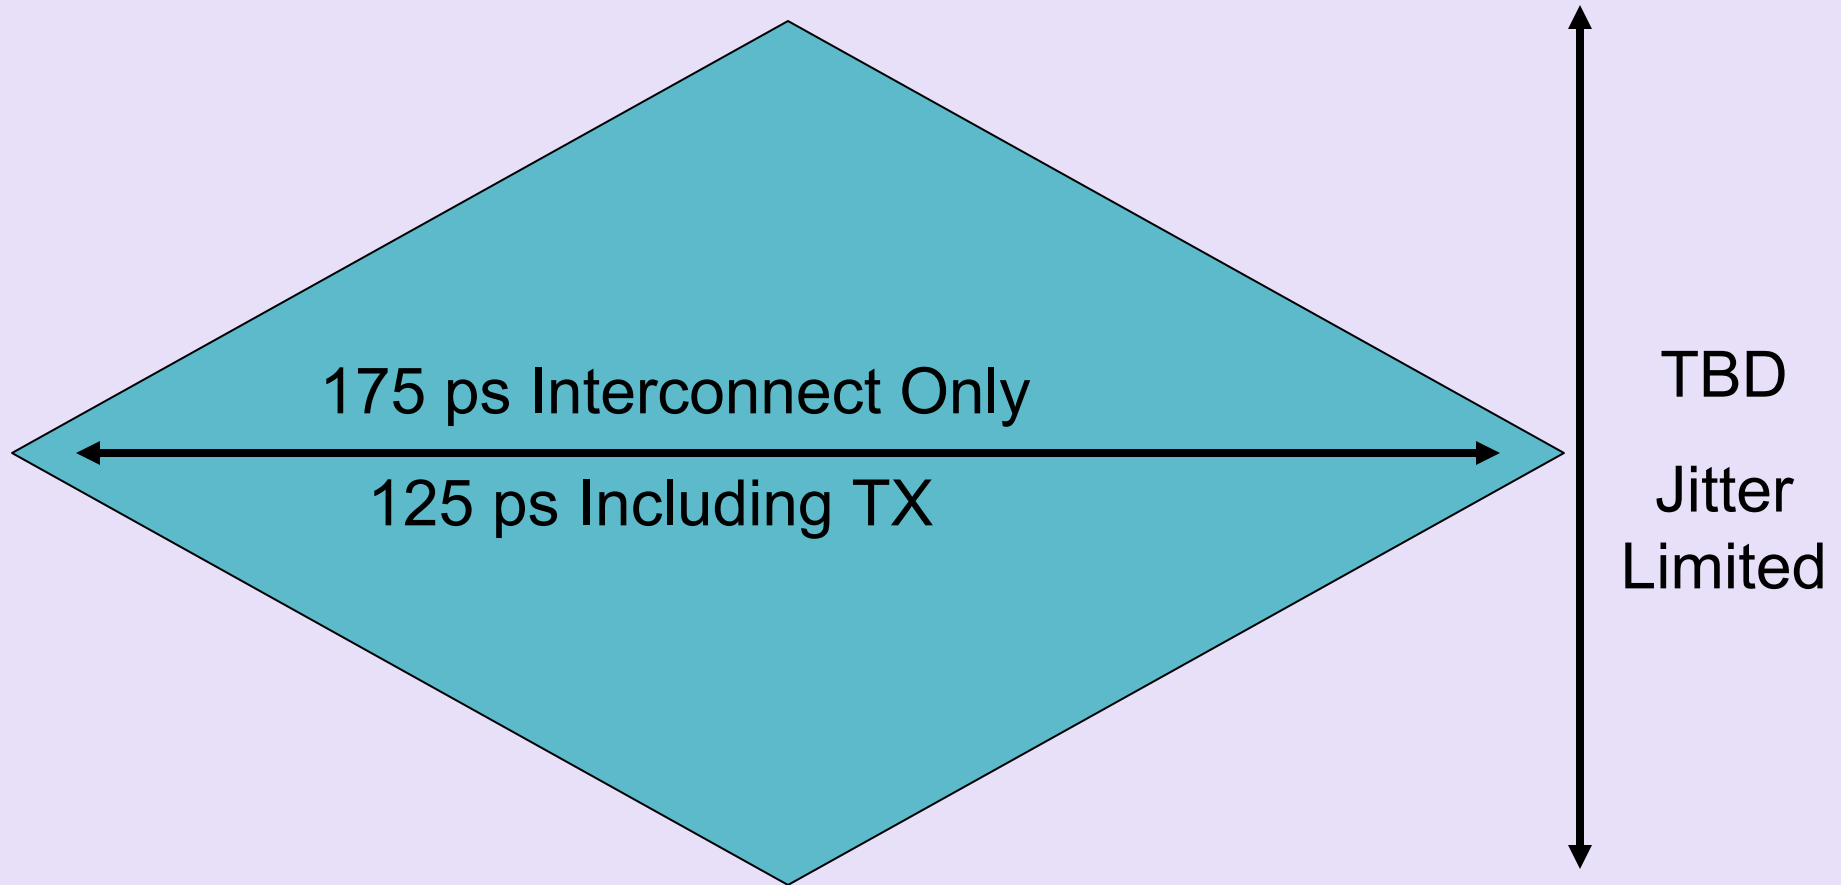 175 ps Interconnect Only
125 ps Including TX
TBD
Jitter
Limited